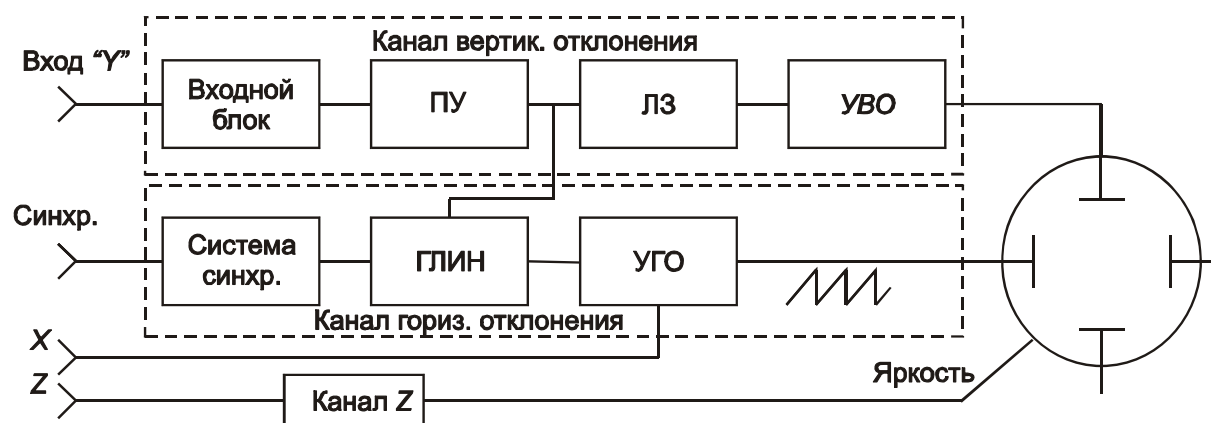 Канал вертик. отклонения
Вход “Y”
Входной
блок
ПУ
ЛЗ
УВО
Синхр.
Система
синхр.
ГЛИН
УГО
Канал гориз. отклонения
X
Z
Канал Z
Яркость